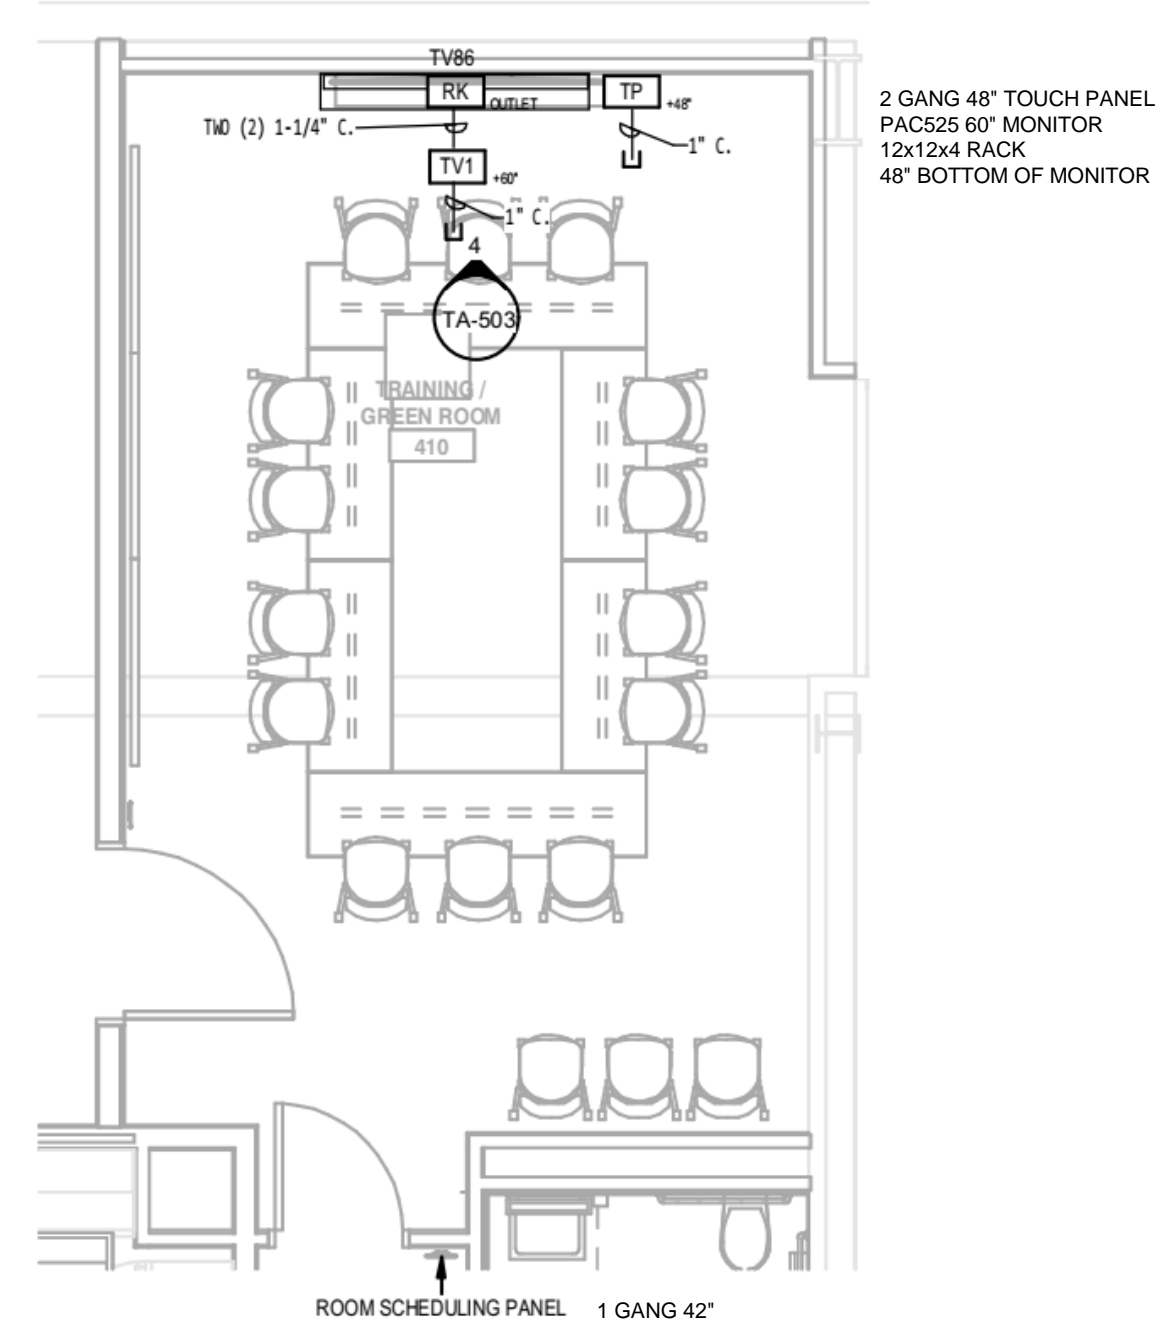 TV86
RK
OUTLET
TP
+48"
TWO (2) 1-1/4" C.
1" C.
TV1
+60"
1" C.
4
TA-503
TRAINING /
GREEN ROOM
410
2 GANG 48" TOUCH PANEL
PAC525 60" MONITOR
12x12x4 RACK
48" BOTTOM OF MONITOR
ROOM SCHEDULING PANEL
1 GANG 42"